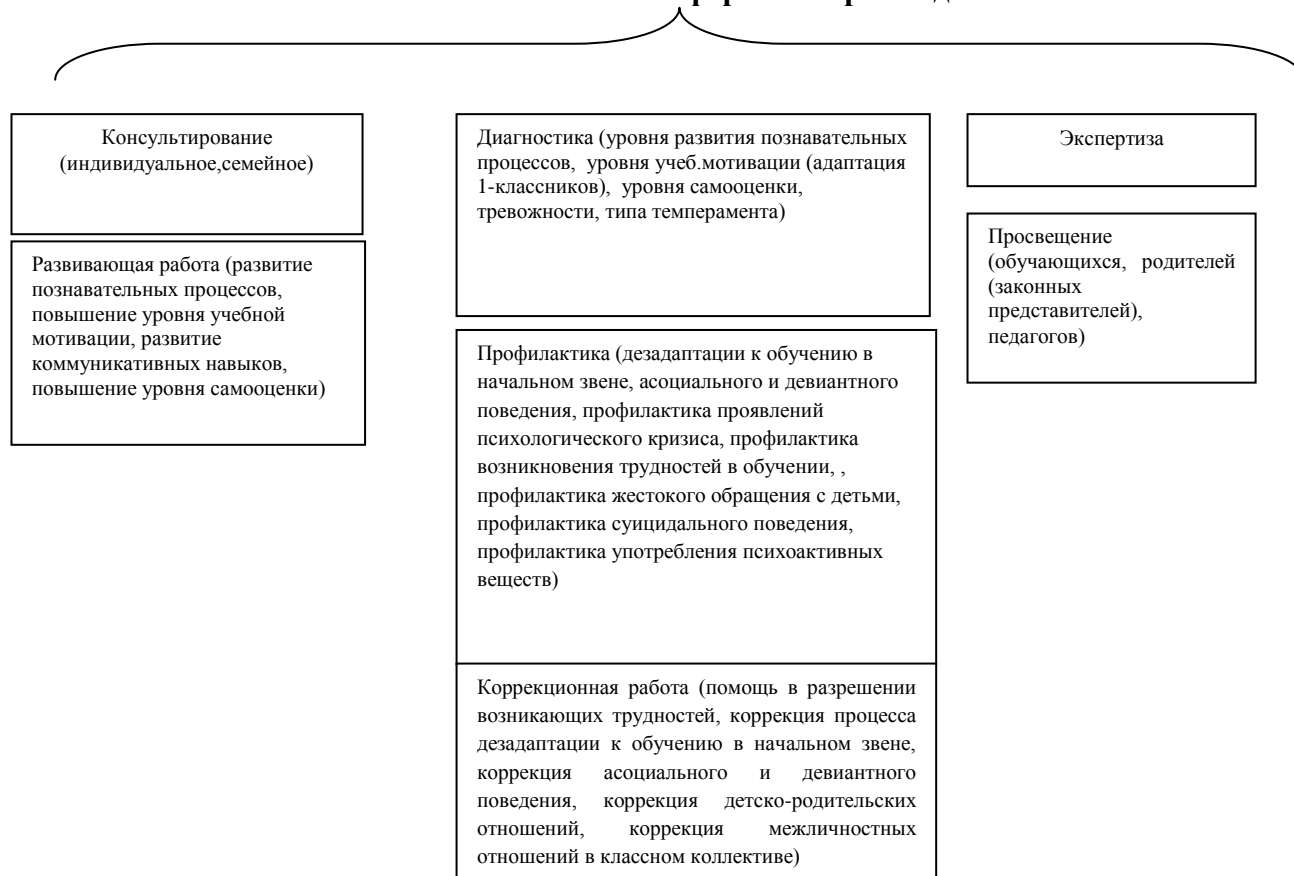 Консультирование
(индивидуальное,семейное)
Развивающая работа (развитие
познавательных процессов,
повышение уровня учебной
мотивации, развитие
коммуникативных навыков,
повышение уровня самооценки)
Диагностика (уровня развития познавательных
процессов, уровня учеб.мотивации (адаптация
1-классников), уровня самооценки,
тревожности, типа темперамента)
Профилактика (дезадаптации к обучению в
начальном звене, асоциального и девиантного
поведения, профилактика проявлений
психологического кризиса, профилактика
возникновения трудностей в обучении, ,
профилактика жестокого обращения с детьми,
профилактика суицидального поведения,
профилактика употребления психоактивных
веществ)
Коррекционная работа (помощь в разрешении
возникающих трудностей, коррекция процесса
дезадаптации к обучению в начальном звене,
коррекция асоциального и девиантного
поведения, коррекция детско-родительских
отношений, коррекция межличностных
отношений в классном коллективе)
Экспертиза
Просвещение
(обучающихся, родителей
(законных
представителей),
педагогов)